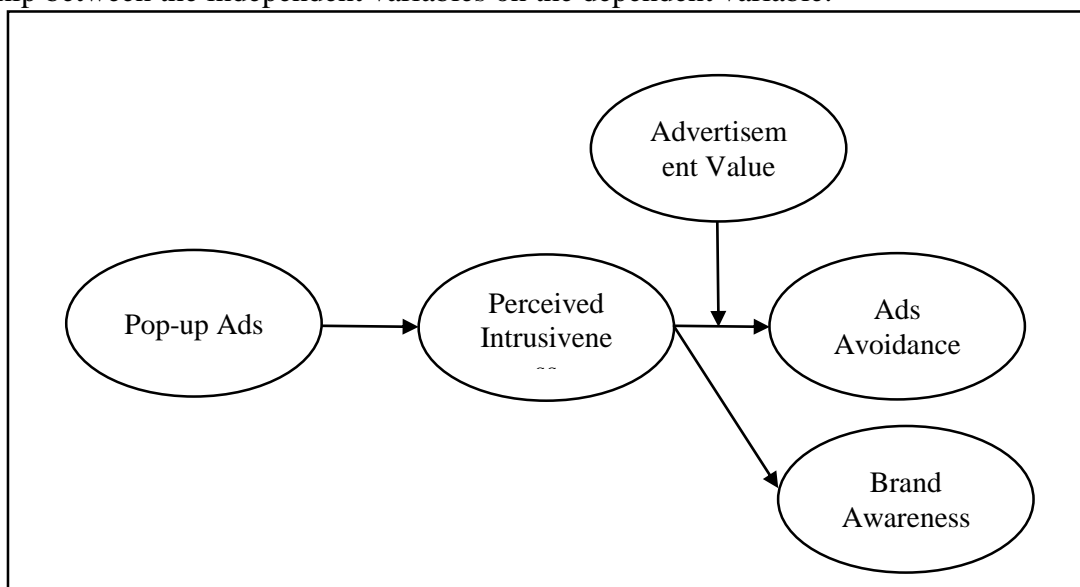 between the independent variables on the dependent variable.
Advertisem
ent Value
Pop-up Ads
Perceived
Intrusivene
ss
Ads
Avoidance
Brand
Awareness